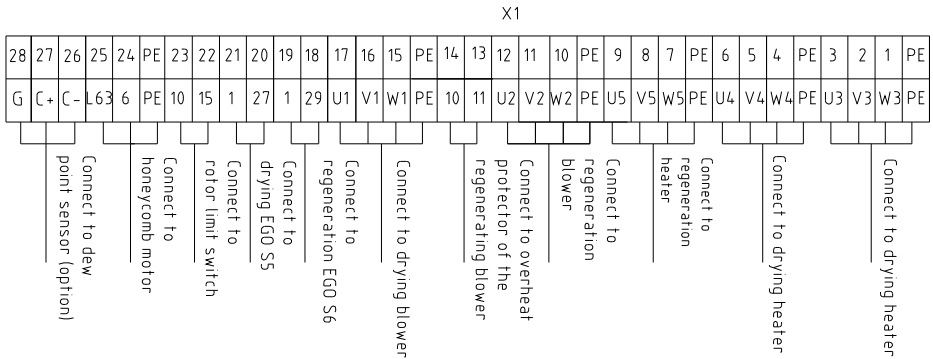 X1
28 27 26 25 24 PE 23 22 21 20 19 18 17 16 15 PE 14 13 12 11 10 PE 9 8 7 PE 6 5 4 PE 3 2 1 PE
G C+ C- L63 6 PE 10 15 1 27 1 29 U1 V1 W1 PE 10 11 U2 V2 W2 PE U5 V5 W5 PE U4 V4 W4 PE U3 V3 W3 PE
Connect to dew
point sensor (option)
Connect to
honeycomb motor
Connect to
rotor limit switch
Connect to
drying EGO S5
Connect to
regeneration EGO S6
Connect to drying blower
Connect to overheat
protector of the
regenerating blower
Connect to
regeneration
blower
Connect to
regeneration
heater
Connect to drying heater
Connect to drying heater